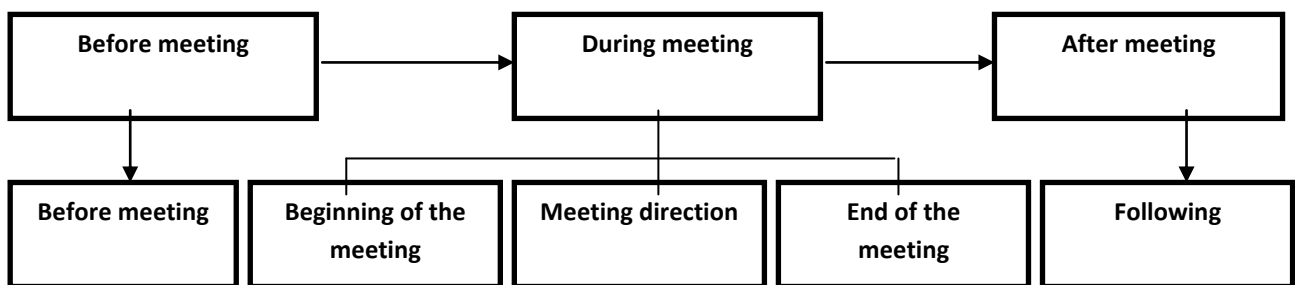 Before meeting
During meeting
After meeting
Before meeting
Beginning of the
meeting
Meeting direction
End of the
meeting
Following